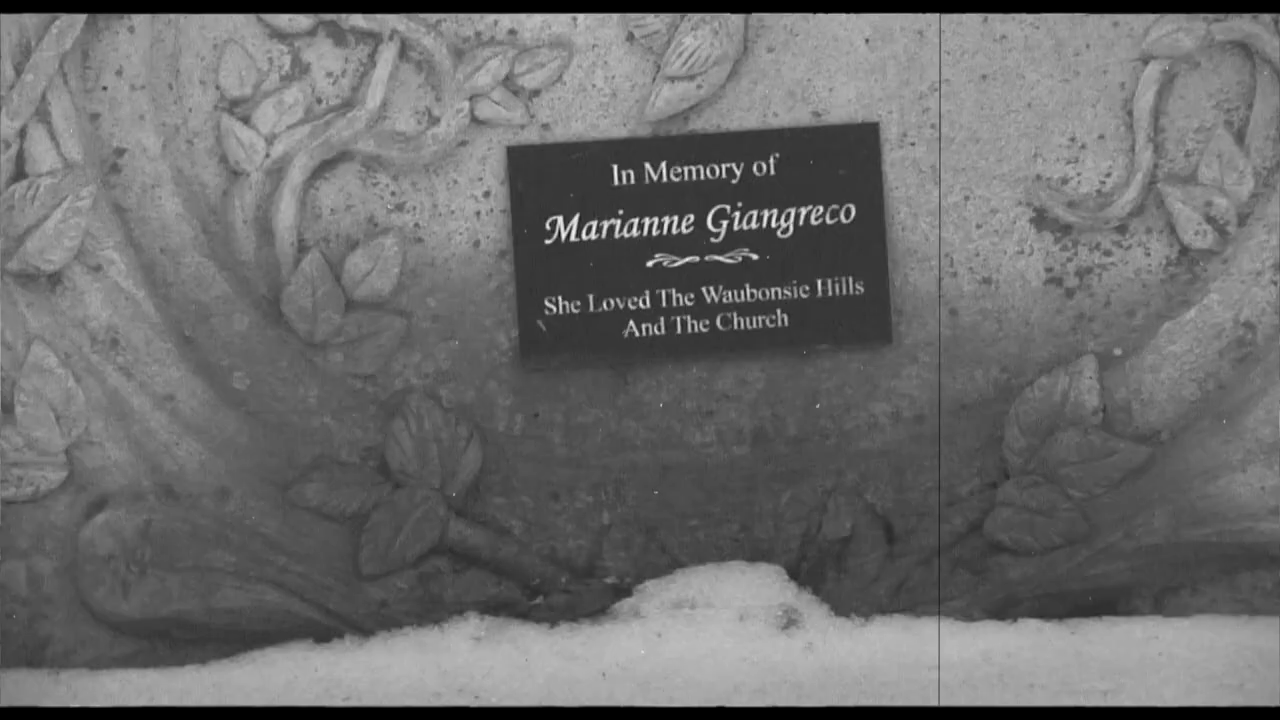 In Memory of
Marianne Giangreco
She Loved The Waubonsie Hills
And The Church